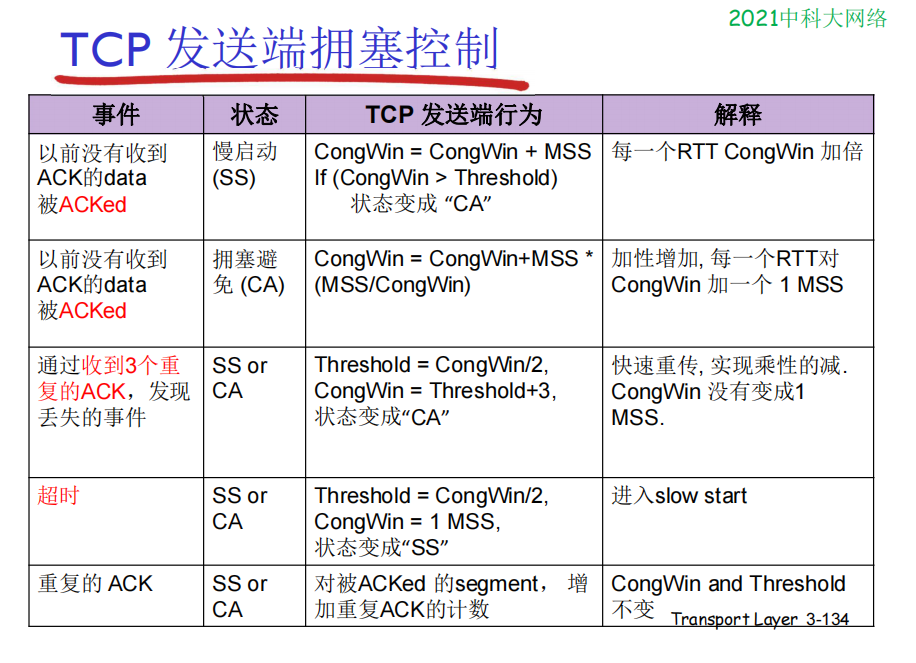 2021中科大网络
TCP 发送端拥塞控制
事件 状态 TCP 发送端行为 解释
以前没有收到
ACK的data
被ACKed
慢启动
(SS)
CongWin = CongWin + MSS
If (CongWin > Threshold)
状态变成 “CA”
每一个RTT CongWin 加倍
以前没有收到
ACK的data
被ACKed
拥塞避
免 (CA)
CongWin = CongWin+MSS *
(MSS/CongWin)
加性增加, 每一个RTT对
CongWin 加一个 1 MSS
通过收到3个重
复的ACK，发现
丢失的事件
SS or
CA
Threshold = CongWin/2,
CongWin = Threshold+3,
状态变成“CA”
快速重传, 实现乘性的减.
CongWin 没有变成1
MSS.
超时
SS or
CA
Threshold = CongWin/2,
CongWin = 1 MSS,
状态变成“SS”
进入slow start
重复的 ACK
SS or
CA
对被ACKed 的segment， 增
加重复ACK的计数
CongWin and Threshold
不变
Transport Layer 3-134